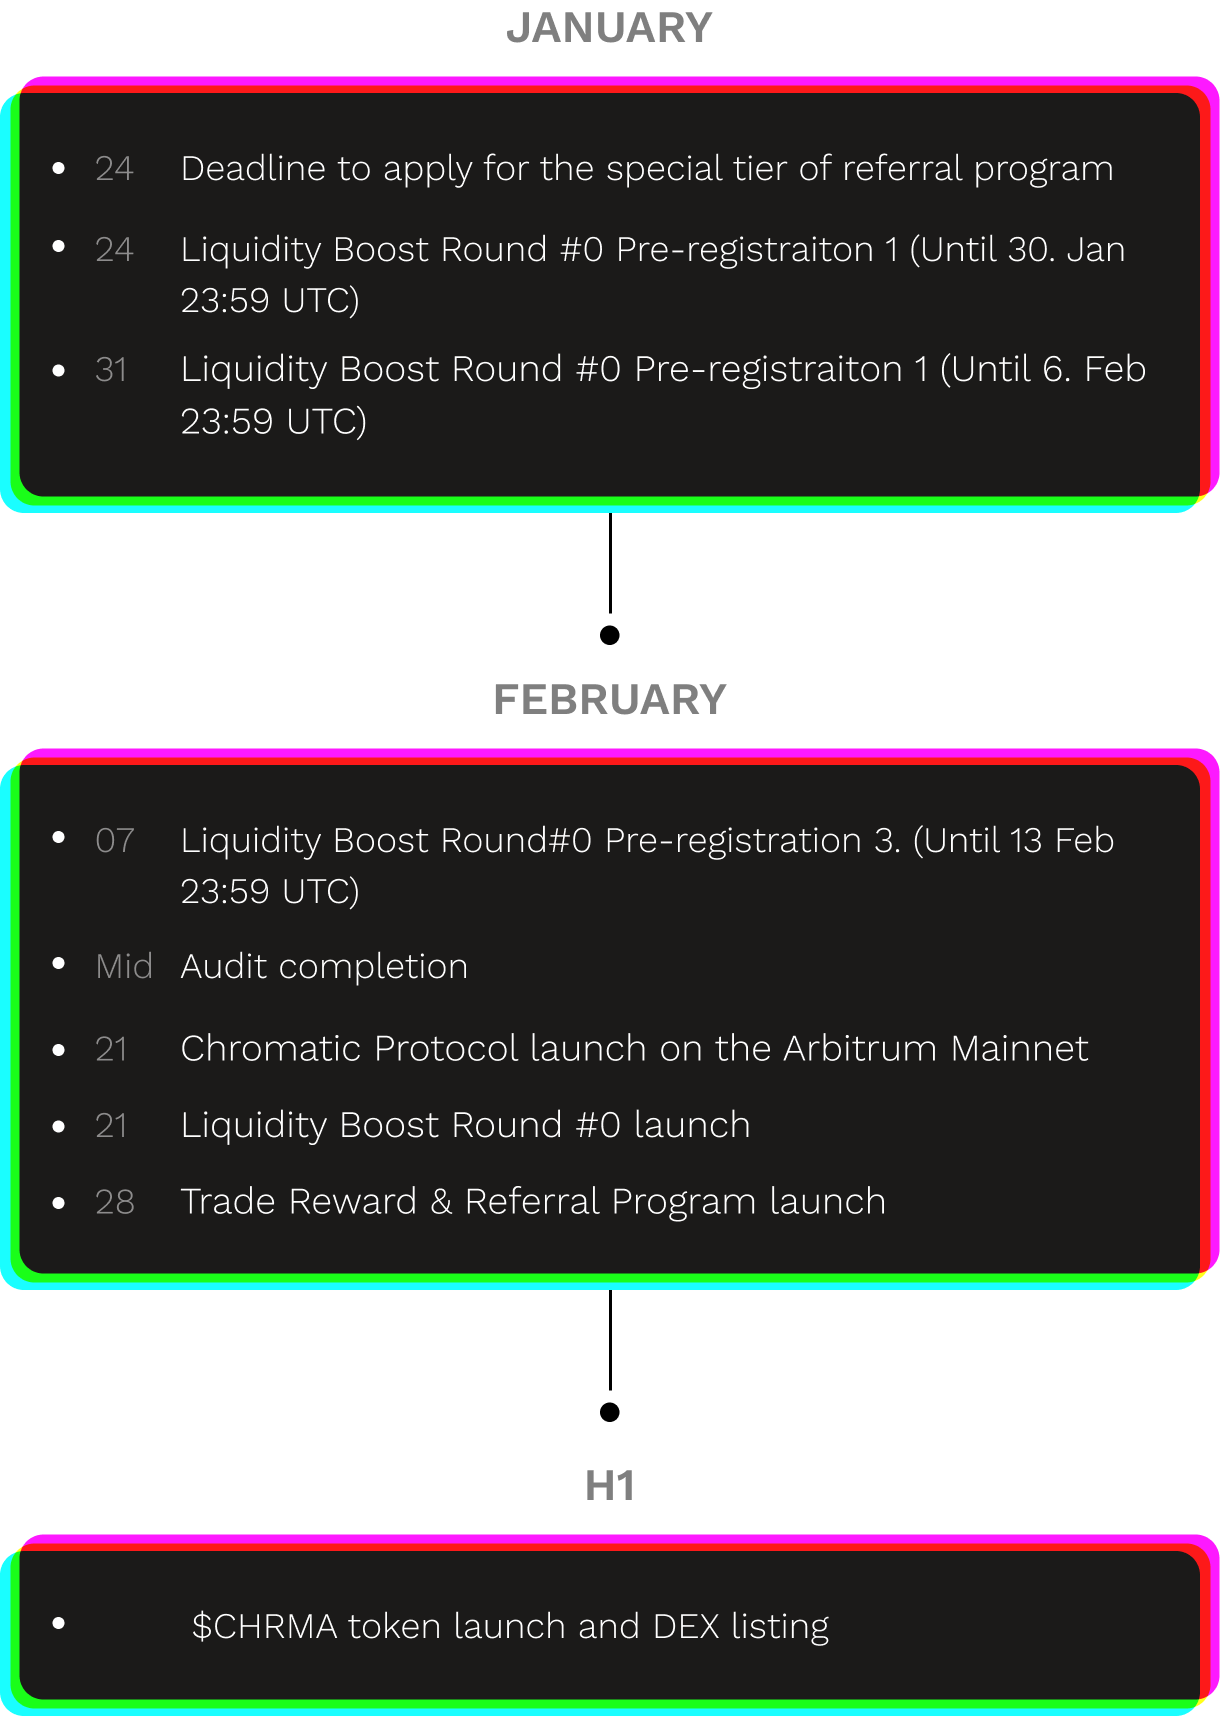 JANUARY
• 24 Deadline to apply for the special tier of referral program
• 24 Liquidity Boost Round #0 Pre-registraiton 1 (Until 30. Jan
23:59 UTC)
• 31 Liquidity Boost Round #0 Pre-registraiton 1 (Until 6. Feb
23:59 UTC)
FEBRUARY
• 07 Liquidity Boost Round#0 Pre-registration 3. (Until 13 Feb
23:59 UTC)
• Mid Audit completion
• 21 Chromatic Protocol launch on the Arbitrum Mainnet
• 21 Liquidity Boost Round #0 launch
• 28 Trade Reward & Referral Program launch
H1
• $CHRMA token launch and DEX listing